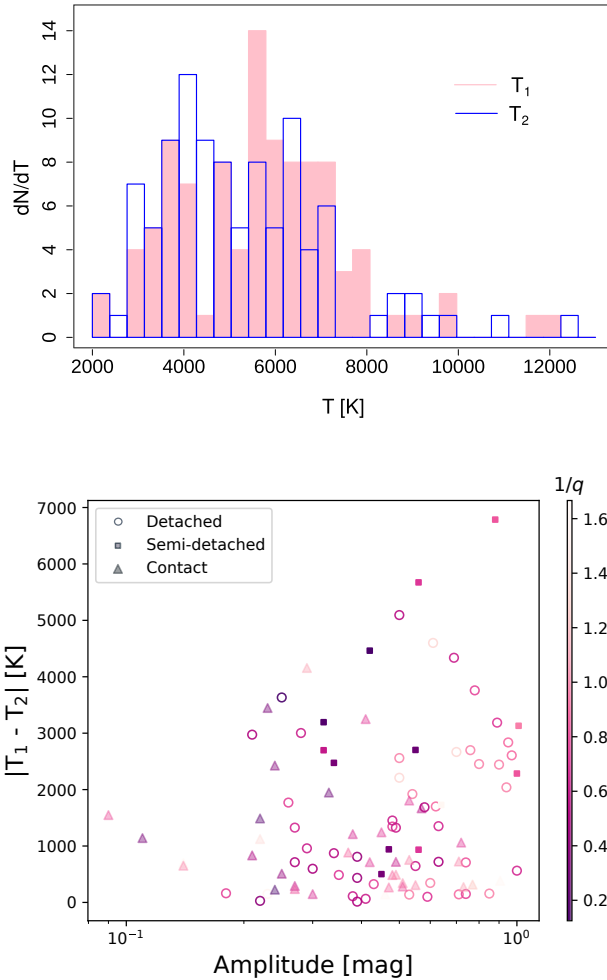 14
12
10
8
6
4
2
0
dN/dT
T₁
T₂
2000 4000 6000 8000 10000 12000
T [K]
1/q
7000
6000
5000
4000
3000
2000
1000
0
|T₁ - T₂| [K]
Detached
Semi-detached
Contact
1.6
1.4
1.2
1.0
0.8
0.6
0.4
0.2
10⁻¹ 10⁰
Amplitude [mag]